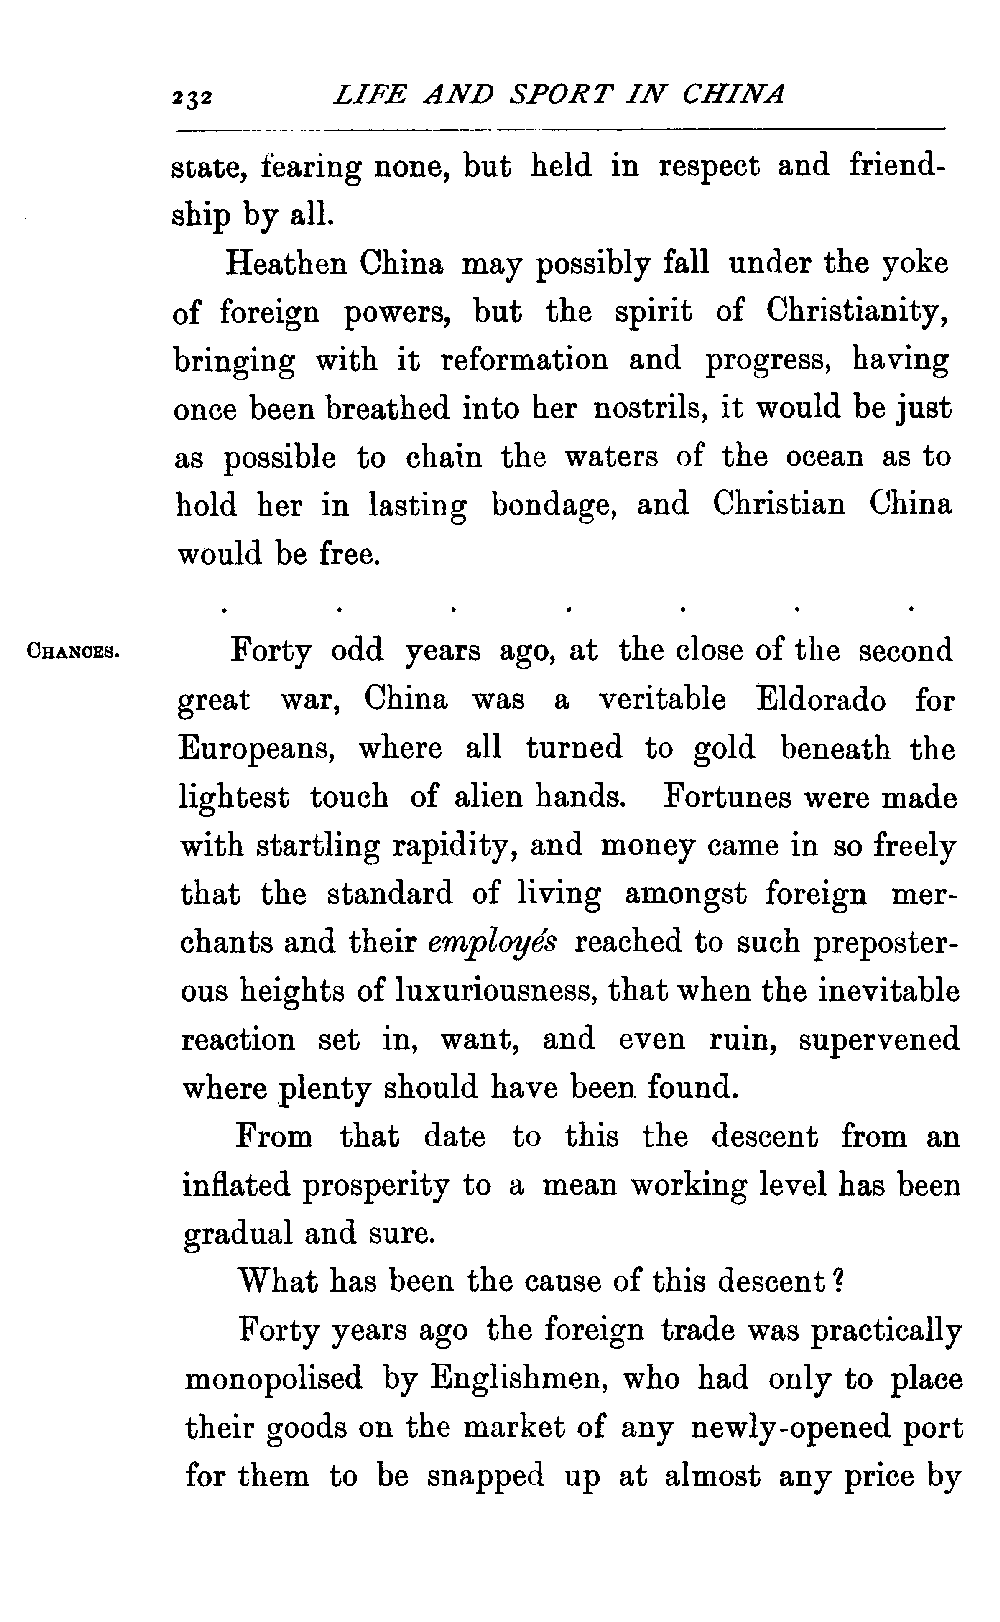 232 LIFE AND SPORT IN CHINA
state, fearing none, but held in respect and friend-
ship by all.
Heathen China may possibly fall under the yoke
of foreign powers, but the spirit of Christianity,
bringing with it reformation and progress, having
once been breathed into her nostrils, it would be just
as possible to chain the waters of the ocean as to
hold her in lasting bondage, and Christian China
would be free.
. . . . . . .
CHANGES.
Forty odd years ago, at the close of the second
great war, China was a veritable Eldorado for
Europeans, where all turned to gold beneath the
lightest touch of alien hands. Fortunes were made
with startling rapidity, and money came in so freely
that the standard of living amongst foreign mer-
chants and their employés reached to such preposter-
ous heights of luxuriousness, that when the inevitable
reaction set in, want, and even ruin, supervened
where plenty should have been found.
From that date to this the descent from an
inflated prosperity to a mean working level has been
gradual and sure.
What has been the cause of this descent?
Forty years ago the foreign trade was practically
monopolised by Englishmen, who had only to place
their goods on the market of any newly-opened port
for them to be snapped up at almost any price by